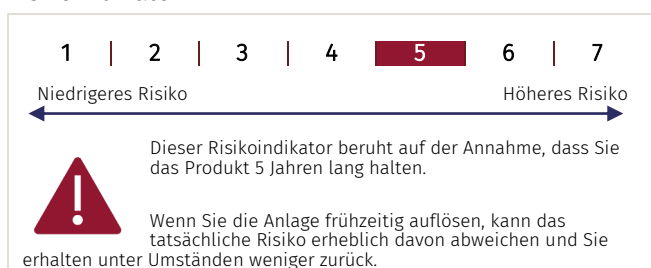 1 | 2 | 3 | 4 | 5 | 6 | 7
Niedrigeres Risiko Höheres Risiko
Dieser Risikoindikator beruht auf der Annahme, dass Sie
das Produkt 5 Jahren lang halten.
Wenn Sie die Anlage frühzeitig auflösen, kann das
tatsächliche Risiko erheblich davon abweichen und Sie
erhalten unter Umständen weniger zurück.